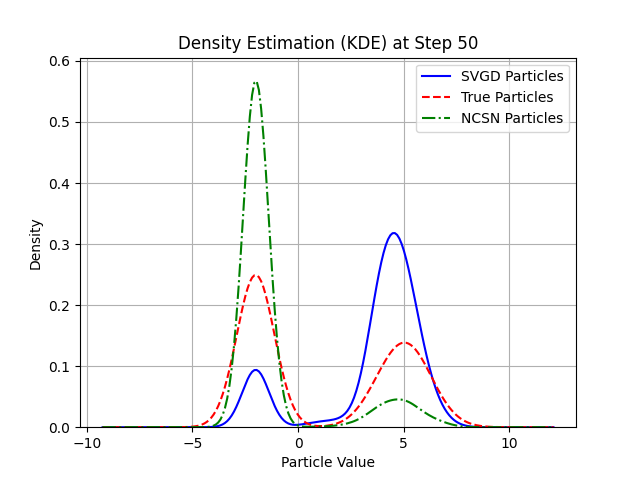 Density Estimation (KDE) at Step 50
0.6
0.5
0.4
0.3
0.2
0.1
0.0
Density
SVGD Particles
True Particles
NCSN Particles
−10
−5
0
5
10
Particle Value